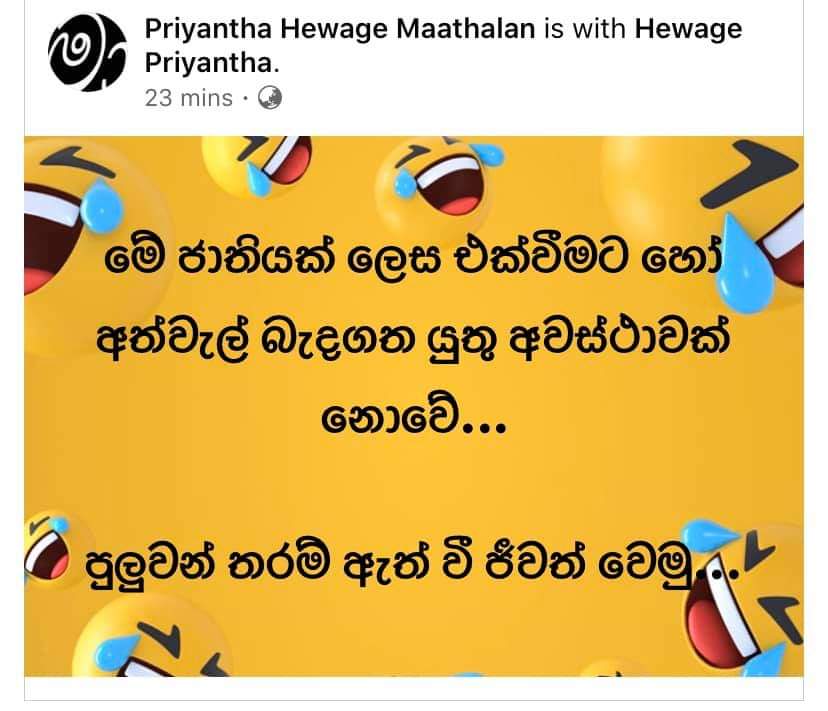 Priyantha Hewage Maathalan is with Hewage
Priyantha.
23 mins ·
මේ ජාතියක් ලෙස එක්වීමට හෝ
අත්වැල් බැදගත යුතු අවස්ථාවක්
නොවේ...
පුලුවන් තරම් ඈත් වී ජීවත් වෙමු...